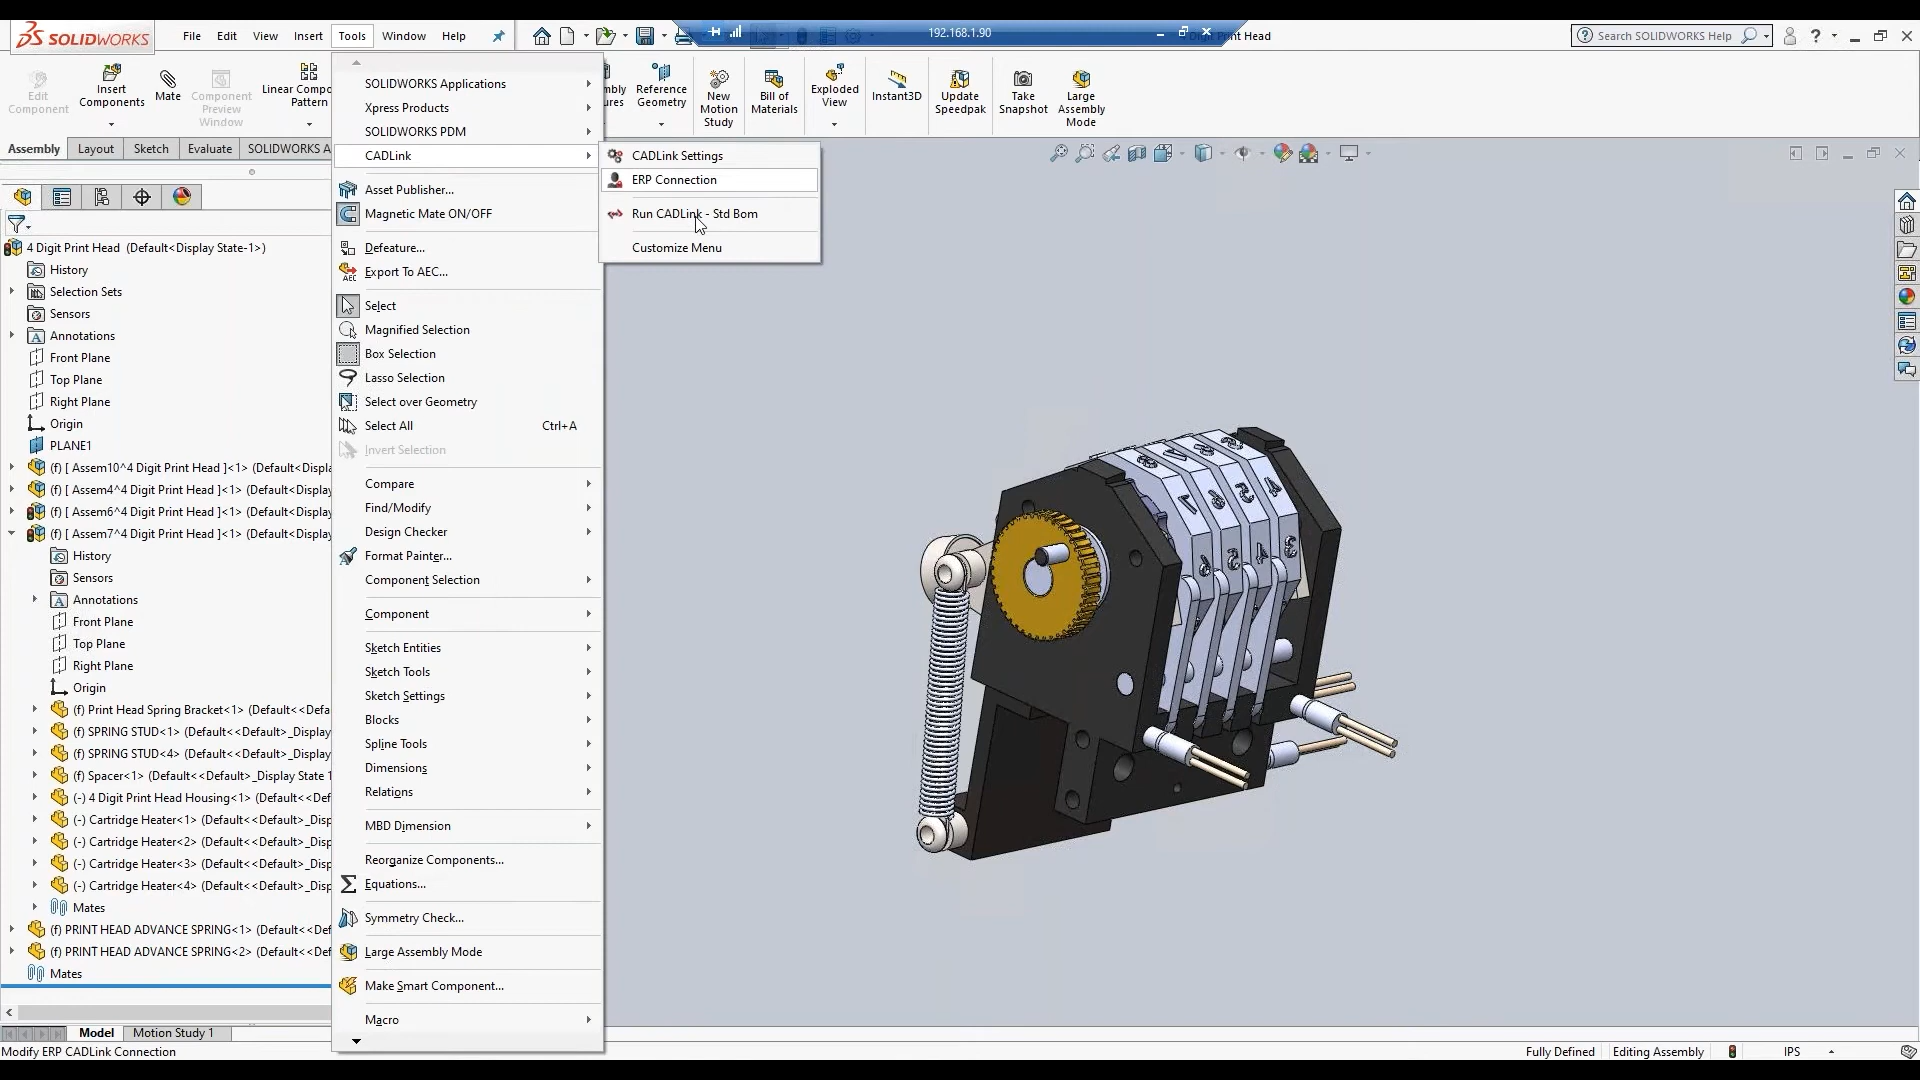 SOLIDWORKS
File Edit View Insert Tools Window Help
192.168.1.90
Print Head
Search SOLIDWORKS Help
Edit Component
Insert Components
Mate
Component Preview Window
Linear Compo
Pattern
Reference Geometry
New Motion Study
Bill of Materials
Exploded View
Instant3D
Update Speedpak
Take Snapshot
Large Assembly Mode
Assembly Layout Sketch Evaluate SOLIDWORKS A
4 Digit Print Head (Default<Display State-1>)
History
Selection Sets
Sensors
Annotations
Front Plane
Top Plane
Right Plane
Origin
PLANE1
(f) [ Assem10^4 Digit Print Head ]<1> (Default<Displa
(f) [ Assem4^4 Digit Print Head ]<1> (Default<Display
(f) [ Assem6^4 Digit Print Head ]<1> (Default<Display
(f) [ Assem7^4 Digit Print Head ]<1> (Default<Display
History
Sensors
Annotations
Front Plane
Top Plane
Right Plane
Origin
(f) Print Head Spring Bracket<1> (Default<<Defa
(f) SPRING STUD<1> (Default<<Default>_Display
(f) SPRING STUD<4> (Default<<Default>_Display
(f) Spacer<1> (Default<<Default>_Display State 1
(-) 4 Digit Print Head Housing<1> (Default<<Def
(-) Cartridge Heater<1> (Default<<Default>_Disp
(-) Cartridge Heater<2> (Default<<Default>_Disp
(-) Cartridge Heater<3> (Default<<Default>_Disp
(-) Cartridge Heater<4> (Default<<Default>_Disp
Mates
(f) PRINT HEAD ADVANCE SPRING<1> (Default<<Def
(f) PRINT HEAD ADVANCE SPRING<2> (Default<<Def
Mates
SOLIDWORKS Applications
Xpress Products
SOLIDWORKS PDM
CADLink
Asset Publisher...
Magnetic Mate ON/OFF
Defeature...
Export To AEC...
Select
Magnified Selection
Box Selection
Lasso Selection
Select over Geometry
Select All Ctrl+A
Invert Selection
Compare
Find/Modify
Design Checker
Format Painter...
Component Selection
Component
Sketch Entities
Sketch Tools
Sketch Settings
Blocks
Spline Tools
Dimensions
Relations
MBD Dimension
Reorganize Components...
Equations...
Symmetry Check...
Large Assembly Mode
Make Smart Component...
Macro
CADLink Settings
ERP Connection
Run CADLink - Std Bom
Customize Menu
Model Motion Study 1
Modify ERP CADLink Connection
Fully Defined Editing Assembly IPS